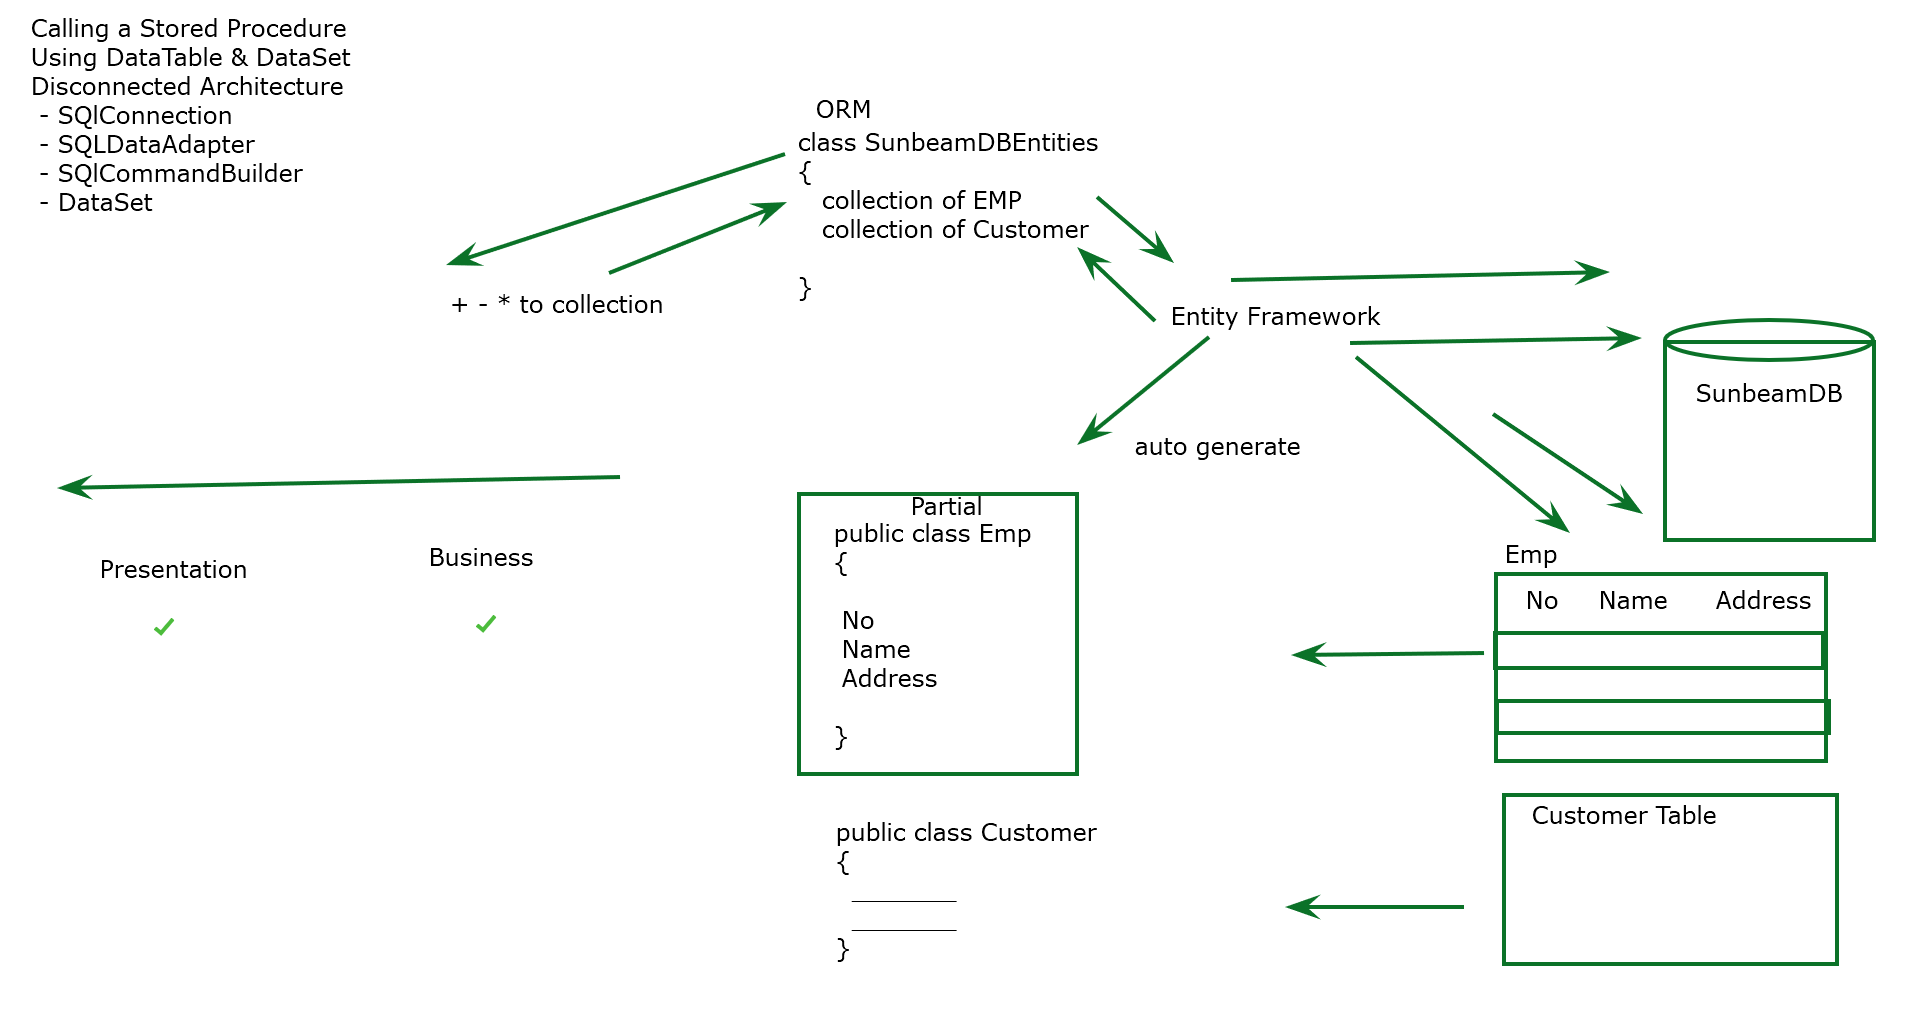 Calling a Stored Procedure
Using DataTable & DataSet
Disconnected Architecture
- SQlConnection
- SQLDataAdapter
- SQlCommandBuilder
- DataSet
ORM
class SunbeamDBEntities
{
collection of EMP
collection of Customer
}
+ - * to collection
Entity Framework
SunbeamDB
auto generate
Presentation
Business
Partial
public class Emp
{
No
Name
Address
}
Emp
No Name Address
Customer Table
public class Customer
{
________
________
}